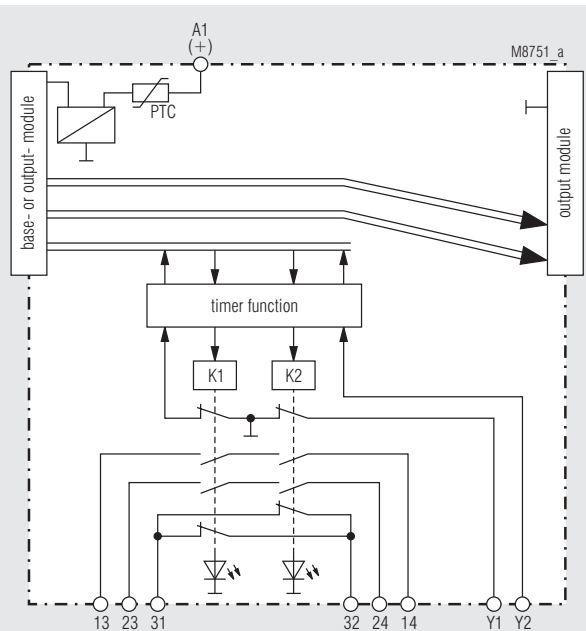 A1
(+)
M8751_a
PTC
base- or output- module
output module
timer function
K1
K2
13 23 31 32 24 14 Y1 Y2